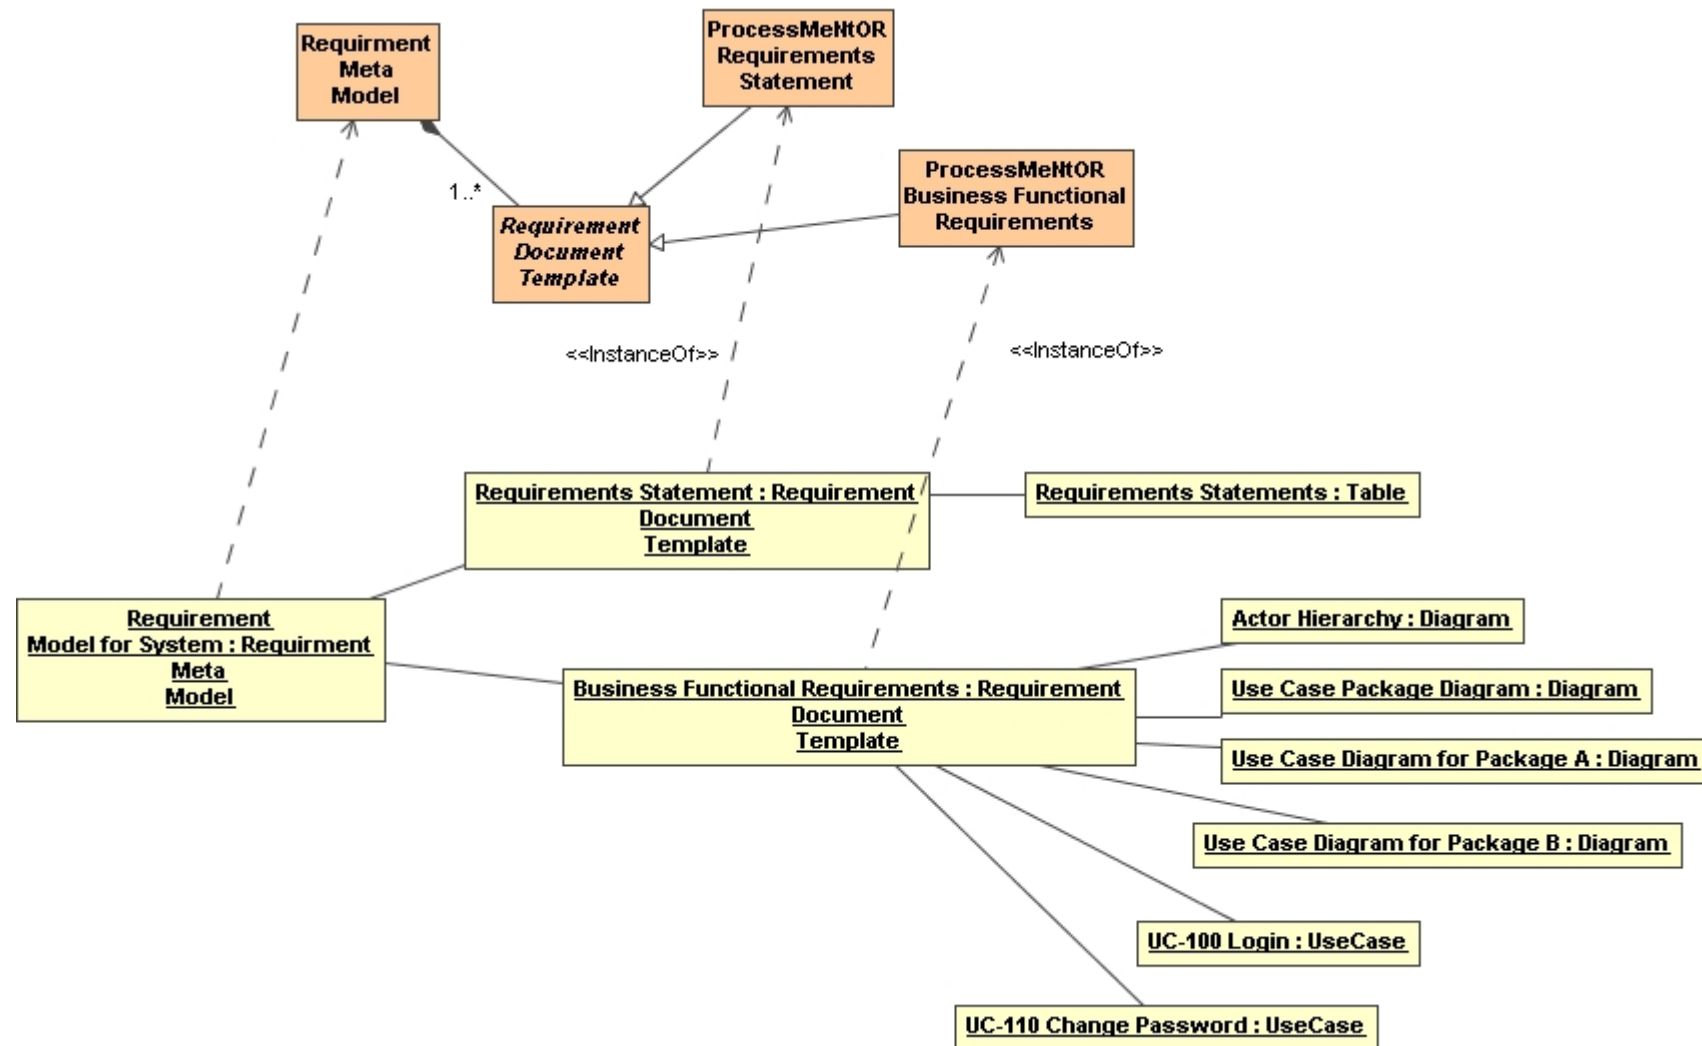 Requirment
Meta
Model
ProcessMeNtOR
Requirements
Statement
ProcessMeNtOR
Business Functional
Requirements
1..*
Requirement
Document
Template
<<InstanceOf>>
<<InstanceOf>>
Requirements Statement : Requirement
Document
Template
Requirements Statements : Table
Requirement
Model for System : Requirment
Meta
Model
Business Functional Requirements : Requirement
Document
Template
Actor Hierarchy : Diagram
Use Case Package Diagram : Diagram
Use Case Diagram for Package A : Diagram
Use Case Diagram for Package B : Diagram
UC-100 Login : UseCase
UC-110 Change Password : UseCase